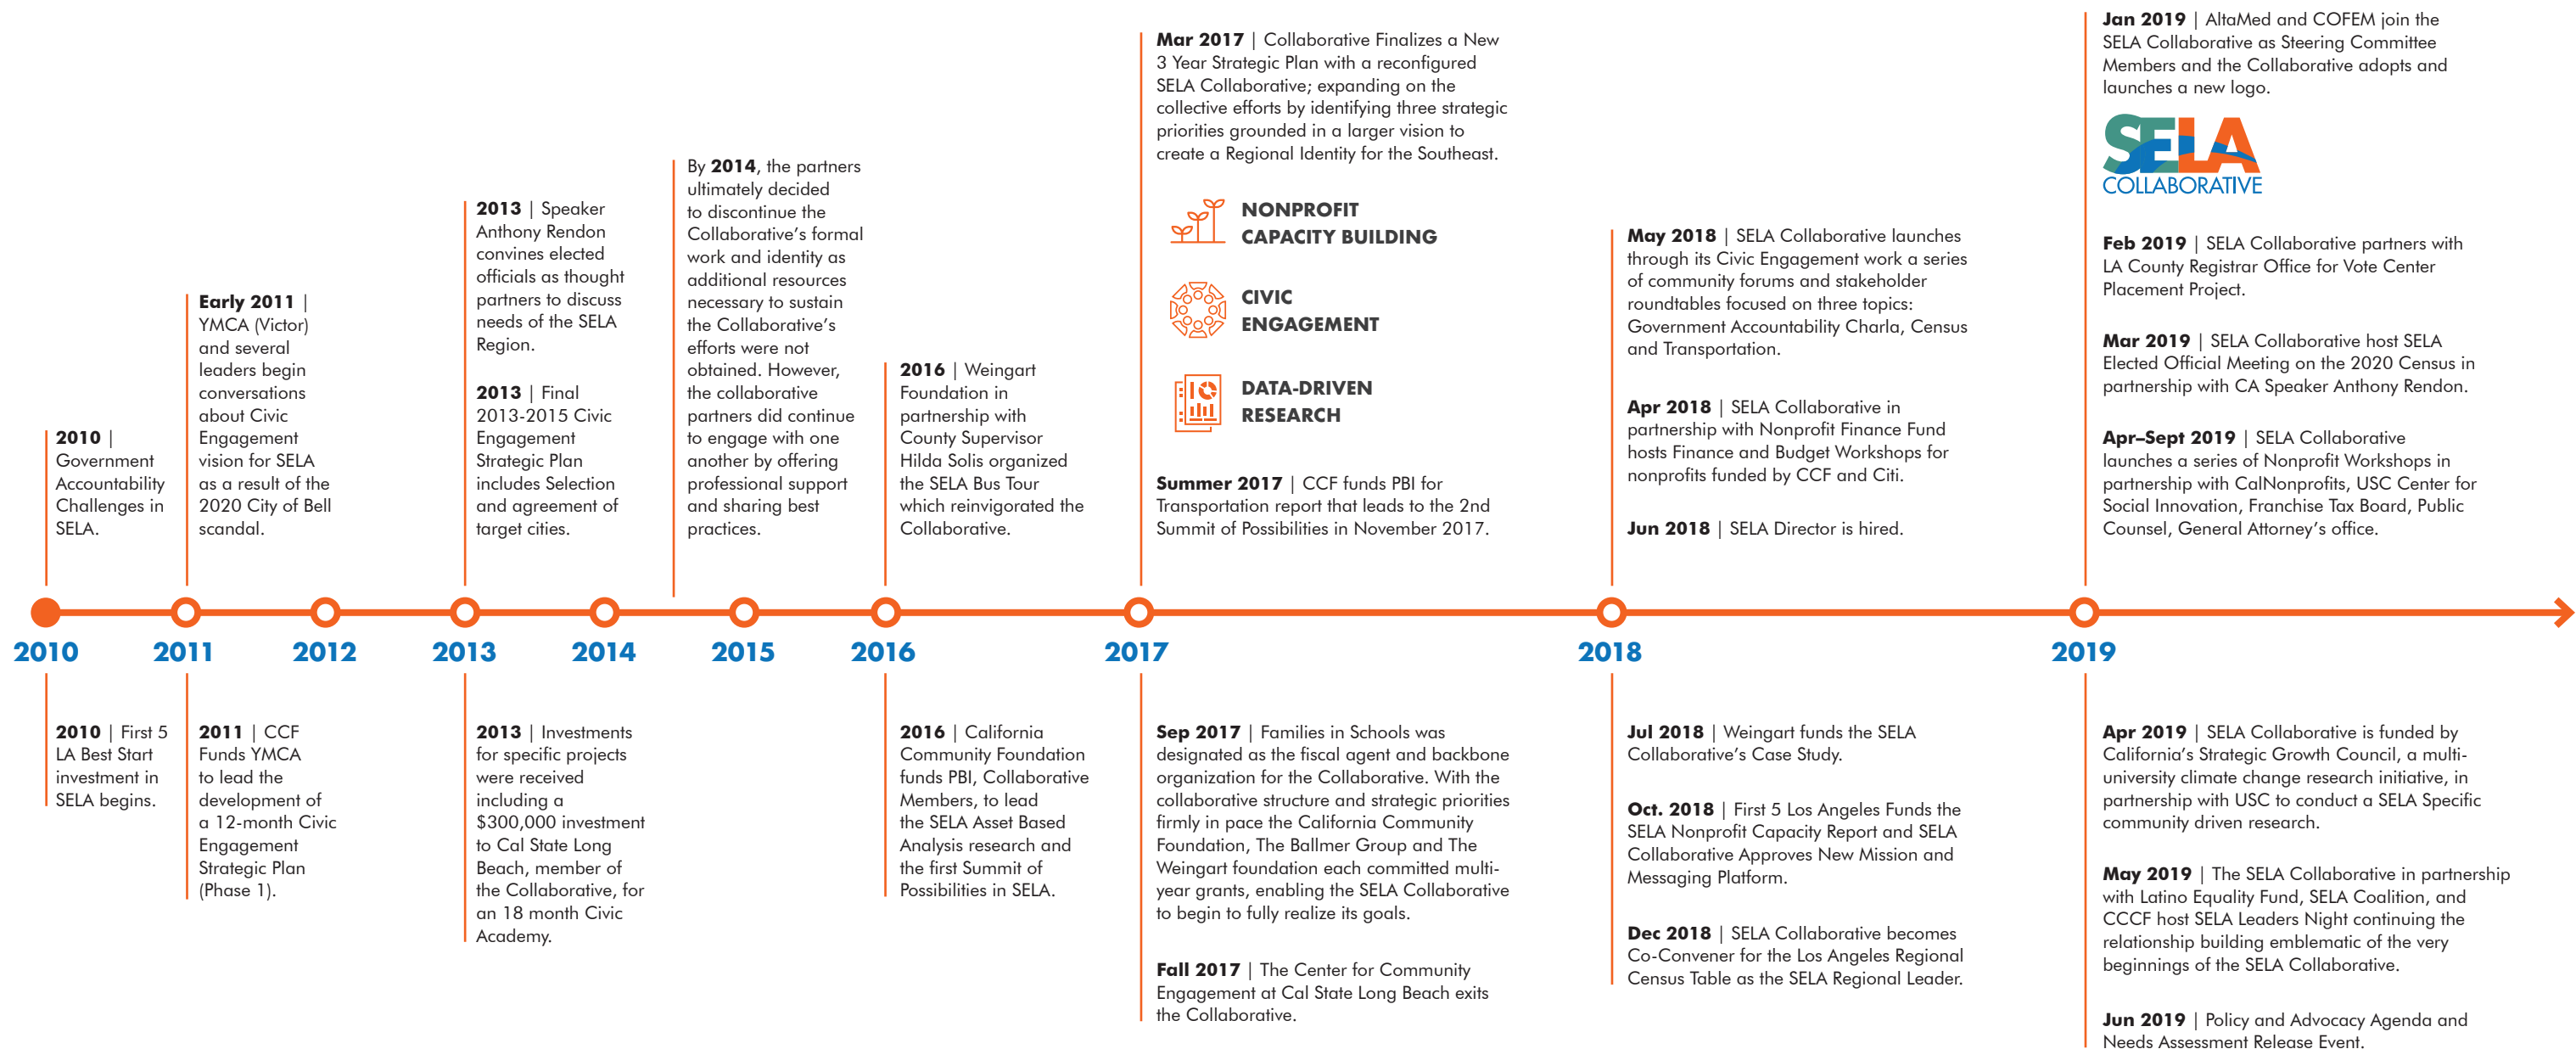 2010 |
Government
Accountability
Challenges in
SELA.
Early 2011 |
YMCA (Victor)
and several
leaders begin
conversations
about Civic
Engagement
vision for SELA
as a result of the
2020 City of Bell
scandal.
2013 | Speaker
Anthony Rendon
convines elected
officials as thought
partners to discuss
needs of the SELA
Region.
2013 | Final
2013-2015 Civic
Engagement
Strategic Plan
includes Selection
and agreement of
target cities.
By 2014, the partners
ultimately decided
to discontinue the
Collaborative’s formal
work and identity as
additional resources
necessary to sustain
the Collaborative’s
efforts were not
obtained. However,
the collaborative
partners did continue
to engage with one
another by offering
professional support
and sharing best
practices.
2016 | Weingart
Foundation in
partnership with
County Supervisor
Hilda Solis organized
the SELA Bus Tour
which reinvigorated the
Collaborative.
Mar 2017 | Collaborative Finalizes a New
3 Year Strategic Plan with a reconfigured
SELA Collaborative; expanding on the
collective efforts by identifying three strategic
priorities grounded in a larger vision to
create a Regional Identity for the Southeast.
NONPROFIT
CAPACITY BUILDING
CIVIC
ENGAGEMENT
DATA-DRIVEN
RESEARCH
Summer 2017 | CCF funds PBI for
Transportation report that leads to the 2nd
Summit of Possibilities in November 2017.
May 2018 | SELA Collaborative launches
through its Civic Engagement work a series
of community forums and stakeholder
roundtables focused on three topics:
Government Accountability Charla, Census
and Transportation.
Apr 2018 | SELA Collaborative in
partnership with Nonprofit Finance Fund
hosts Finance and Budget Workshops for
nonprofits funded by CCF and Citi.
Jun 2018 | SELA Director is hired.
Jan 2019 | AltaMed and COFEM join the
SELA Collaborative as Steering Committee
Members and the Collaborative adopts and
launches a new logo.
SELA
COLLABORATIVE
Feb 2019 | SELA Collaborative partners with
LA County Registrar Office for Vote Center
Placement Project.
Mar 2019 | SELA Collaborative host SELA
Elected Official Meeting on the 2020 Census in
partnership with CA Speaker Anthony Rendon.
Apr–Sept 2019 | SELA Collaborative
launches a series of Nonprofit Workshops in
partnership with CalNonprofits, USC Center for
Social Innovation, Franchise Tax Board, Public
Counsel, General Attorney’s office.
2010
2011
2012
2013
2014
2015
2016
2017
2018
2019
2010 | First 5
LA Best Start
investment in
SELA begins.
2011 | CCF
Funds YMCA
to lead the
development of
a 12-month Civic
Engagement
Strategic Plan
(Phase 1).
2013 | Investments
for specific projects
were received
including a
$300,000 investment
to Cal State Long
Beach, member of
the Collaborative, for
an 18 month Civic
Academy.
2016 | California
Community Foundation
funds PBI, Collaborative
Members, to lead
the SELA Asset Based
Analysis research and
the first Summit of
Possibilities in SELA.
Sep 2017 | Families in Schools was
designated as the fiscal agent and backbone
organization for the Collaborative. With the
collaborative structure and strategic priorities
firmly in pace the California Community
Foundation, The Ballmer Group and The
Weingart foundation each committed multi-
year grants, enabling the SELA Collaborative
to begin to fully realize its goals.
Fall 2017 | The Center for Community
Engagement at Cal State Long Beach exits
the Collaborative.
Jul 2018 | Weingart funds the SELA
Collaborative’s Case Study.
Oct. 2018 | First 5 Los Angeles Funds the
SELA Nonprofit Capacity Report and SELA
Collaborative Approves New Mission and
Messaging Platform.
Dec 2018 | SELA Collaborative becomes
Co-Convener for the Los Angeles Regional
Census Table as the SELA Regional Leader.
Apr 2019 | SELA Collaborative is funded by
California’s Strategic Growth Council, a multi-
university climate change research initiative, in
partnership with USC to conduct a SELA Specific
community driven research.
May 2019 | The SELA Collaborative in partnership
with Latino Equality Fund, SELA Coalition, and
CCCF host SELA Leaders Night continuing the
relationship building emblematic of the very
beginnings of the SELA Collaborative.
Jun 2019 | Policy and Advocacy Agenda and
Needs Assessment Release Event.